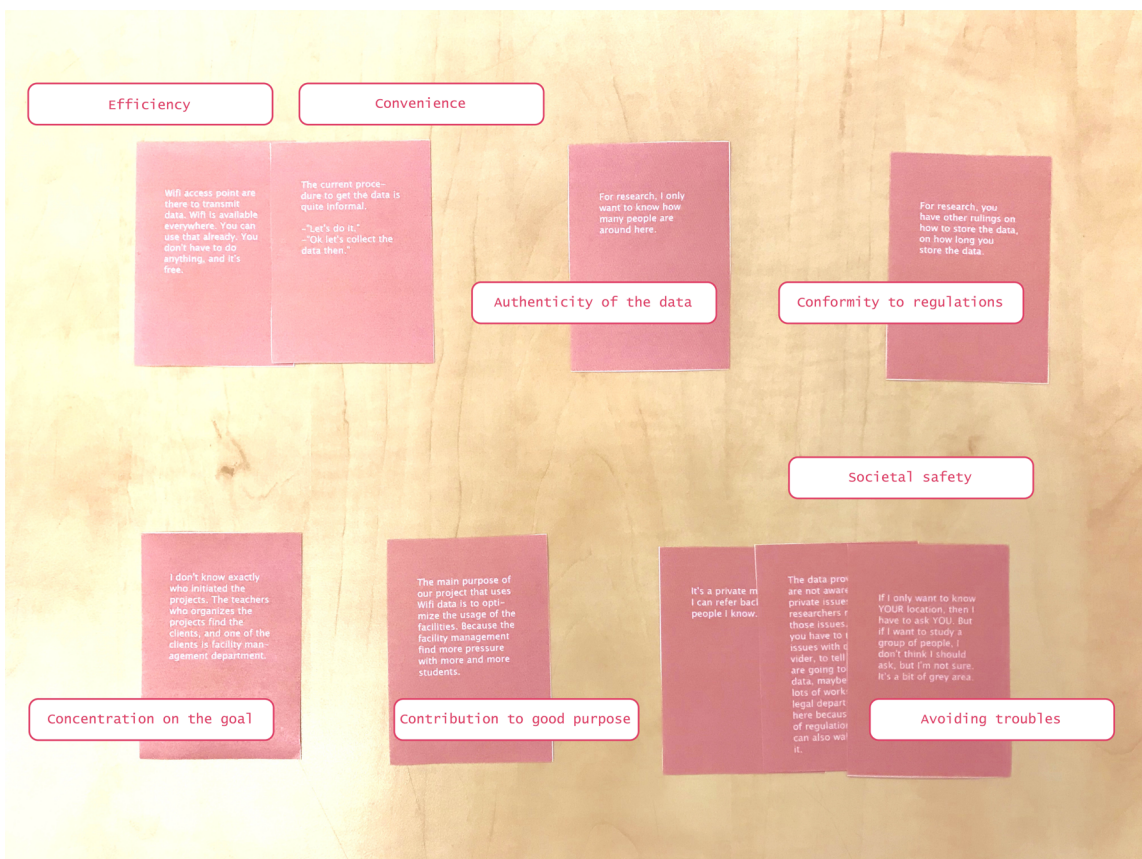 Efficiency
Convenience
Wifi access point are
there to transmit
data. Wifi is available
everywhere. You can
use that already. You
don't have to do
anything, and it's
free.
The current proce-
dure to get the data is
quite informal.
-"Let's do it."
-"Ok let's collect the
data then."
For research, I only
want to know how
many people are
around here.
Authenticity of the data
For research, you
have other rulings on
how to store the data,
on how long you
store the data.
Conformity to regulations
Societal safety
I don't know exactly
who initiated the
projects. The teachers
who organizes the
projects find the
clients, and one of the
clients is facility man-
agement department.
Concentration on the goal
The main purpose of
our project that uses
Wifi data is to opti-
mize the usage of the
facilities. Because the
facility management
find more pressure
with more and more
students.
Contribution to good purpose
It's a private
I can refer
people I know.
The data
are not
private
researchers
those issues.
you have to
issues with
to tell
are going to
data,
lots of
legal
here
of
can also
it.
If I only want to know
YOUR location, then I
have to ask YOU. But
if I want to study a
group of people, I
don't think I should
ask, but I'm not sure.
It's a bit of grey area.
Avoiding troubles